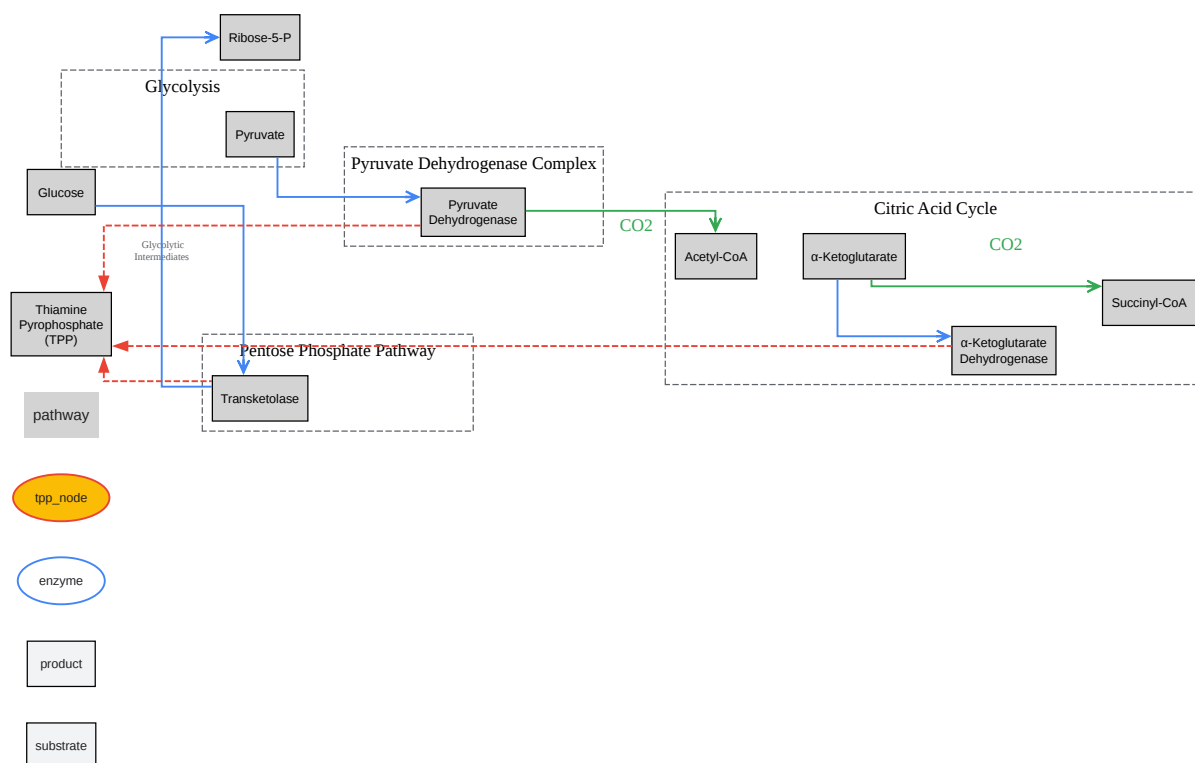 Ribose-5-P
Glycolysis
Pyruvate
Pyruvate Dehydrogenase Complex
Glucose
Pyruvate
Dehydrogenase
Citric Acid Cycle
CO2
CO2
Glycolytic
Intermediates
Acetyl-CoA
α-Ketoglutarate
Succinyl-CoA
Thiamine
Pyrophosphate
(TPP)
Pentose Phosphate Pathway
α-Ketoglutarate
Dehydrogenase
Transketolase
pathway
tpp_node
enzyme
product
substrate